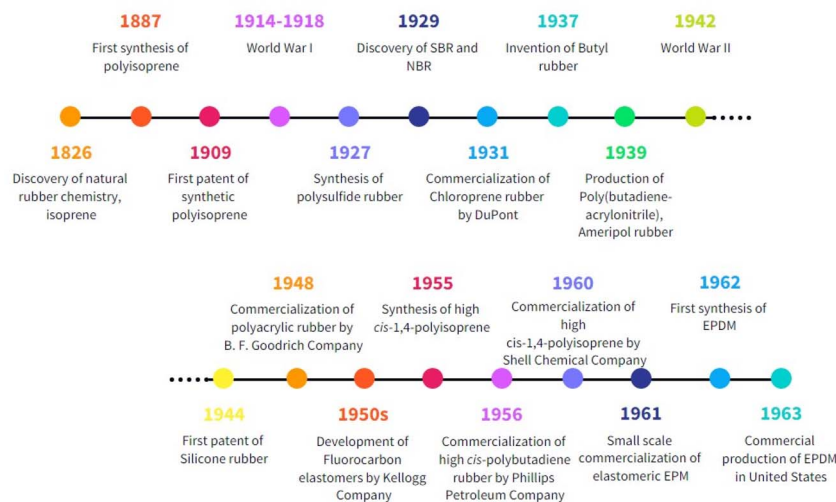 1887
First synthesis of
polyisoprene
1914-1918
World War I
1929
Discovery of SBR and
NBR
1937
Invention of Butyl
rubber
1942
World War II
1826
Discovery of natural
rubber chemistry,
isoprene
1909
First patent of
synthetic
polyisoprene
1927
Synthesis of
polysulfide rubber
1931
Commercialization of
Chloroprene rubber
by DuPont
1939
Production of
Poly(butadiene-
acrylonitrile),
Ameripol rubber
1948
Commercialization of
polyacrylic rubber by
B. F. Goodrich Company
1955
Synthesis of high
cis-1,4-polyisoprene
1960
Commercialization of
high
cis-1,4-polyisoprene by
Shell Chemical Company
1962
First synthesis of
EPDM
1944
First patent of
Silicone rubber
1950s
Development of
Fluorocarbon
elastomers by Kellogg
Company
1956
Commercialization of
high cis-polybutadiene
rubber by Phillips
Petroleum Company
1961
Small scale
commercialization of
elastomeric EPM
1963
Commercial
production of EPDM
in United States